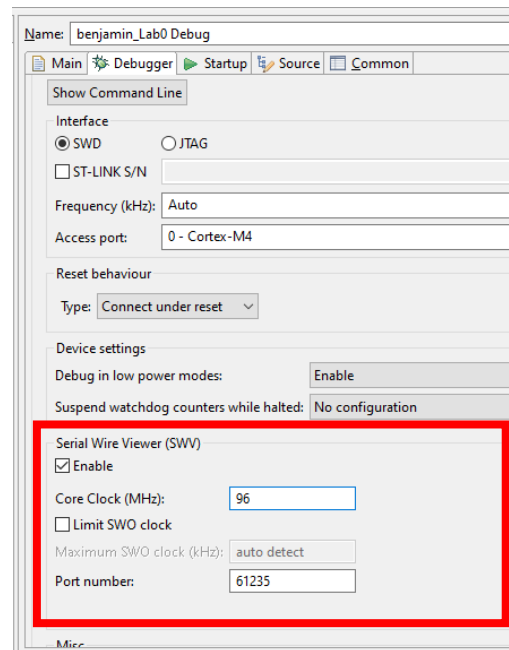 Name: benjamin_Lab0 Debug
Main Debugger Startup Source Common
Show Command Line
Interface
SWD JTAG
ST-LINK S/N
Frequency (kHz): Auto
Access port: 0 - Cortex-M4
Reset behaviour
Type: Connect under reset
Device settings
Debug in low power modes: Enable
Suspend watchdog counters while halted: No configuration
Serial Wire Viewer (SWV)
Enable
Core Clock (MHz): 96
Limit SWO clock
Maximum SWO clock (kHz): auto detect
Port number: 61235
Misc